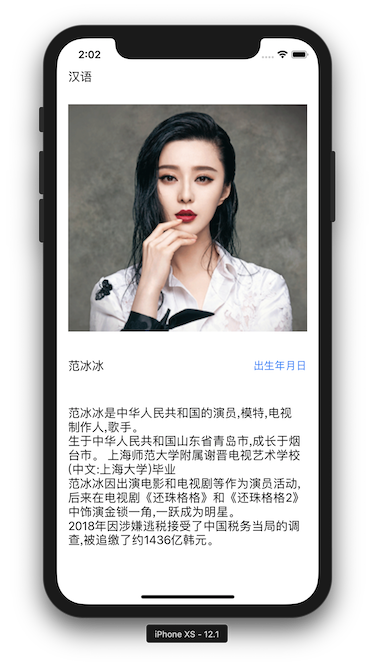 2:02
汉语
范冰冰
出生年月日
范冰冰是中华人民共和国的演员,模特,电视
制作人,歌手。
生于中华人民共和国山东省青岛市,成长于烟
台市。 上海师范大学附属谢晋电视艺术学校
(中文:上海大学)毕业
范冰冰因出演电影和电视剧等作为演员活动,
后来在电视剧《还珠格格》和《还珠格格2》
中饰演金锁一角,一跃成为明星。
2018年因涉嫌逃税接受了中国税务当局的调
查,被追缴了约1436亿韩元。
iPhone XS - 12.1